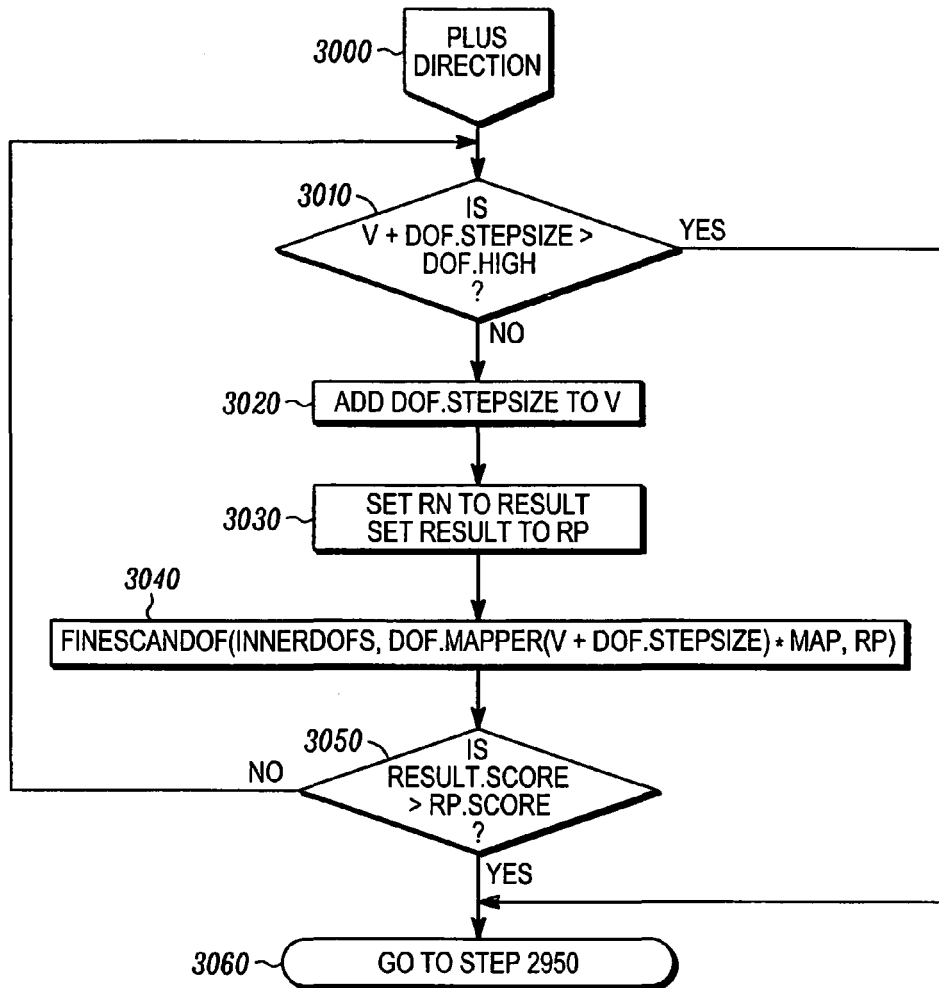 3000
PLUS
DIRECTION
3010
IS
V + DOF.STEPSIZE >
DOF.HIGH
?
YES
NO
3020
ADD DOF.STEPSIZE TO V
3030
SET RN TO RESULT
SET RESULT TO RP
3040
FINESCANDOF(INNERDOFS, DOF.MAPPER(V + DOF.STEPSIZE) * MAP, RP)
3050
IS
RESULT.SCORE
> RP.SCORE
?
NO
YES
3060
GO TO STEP 2950